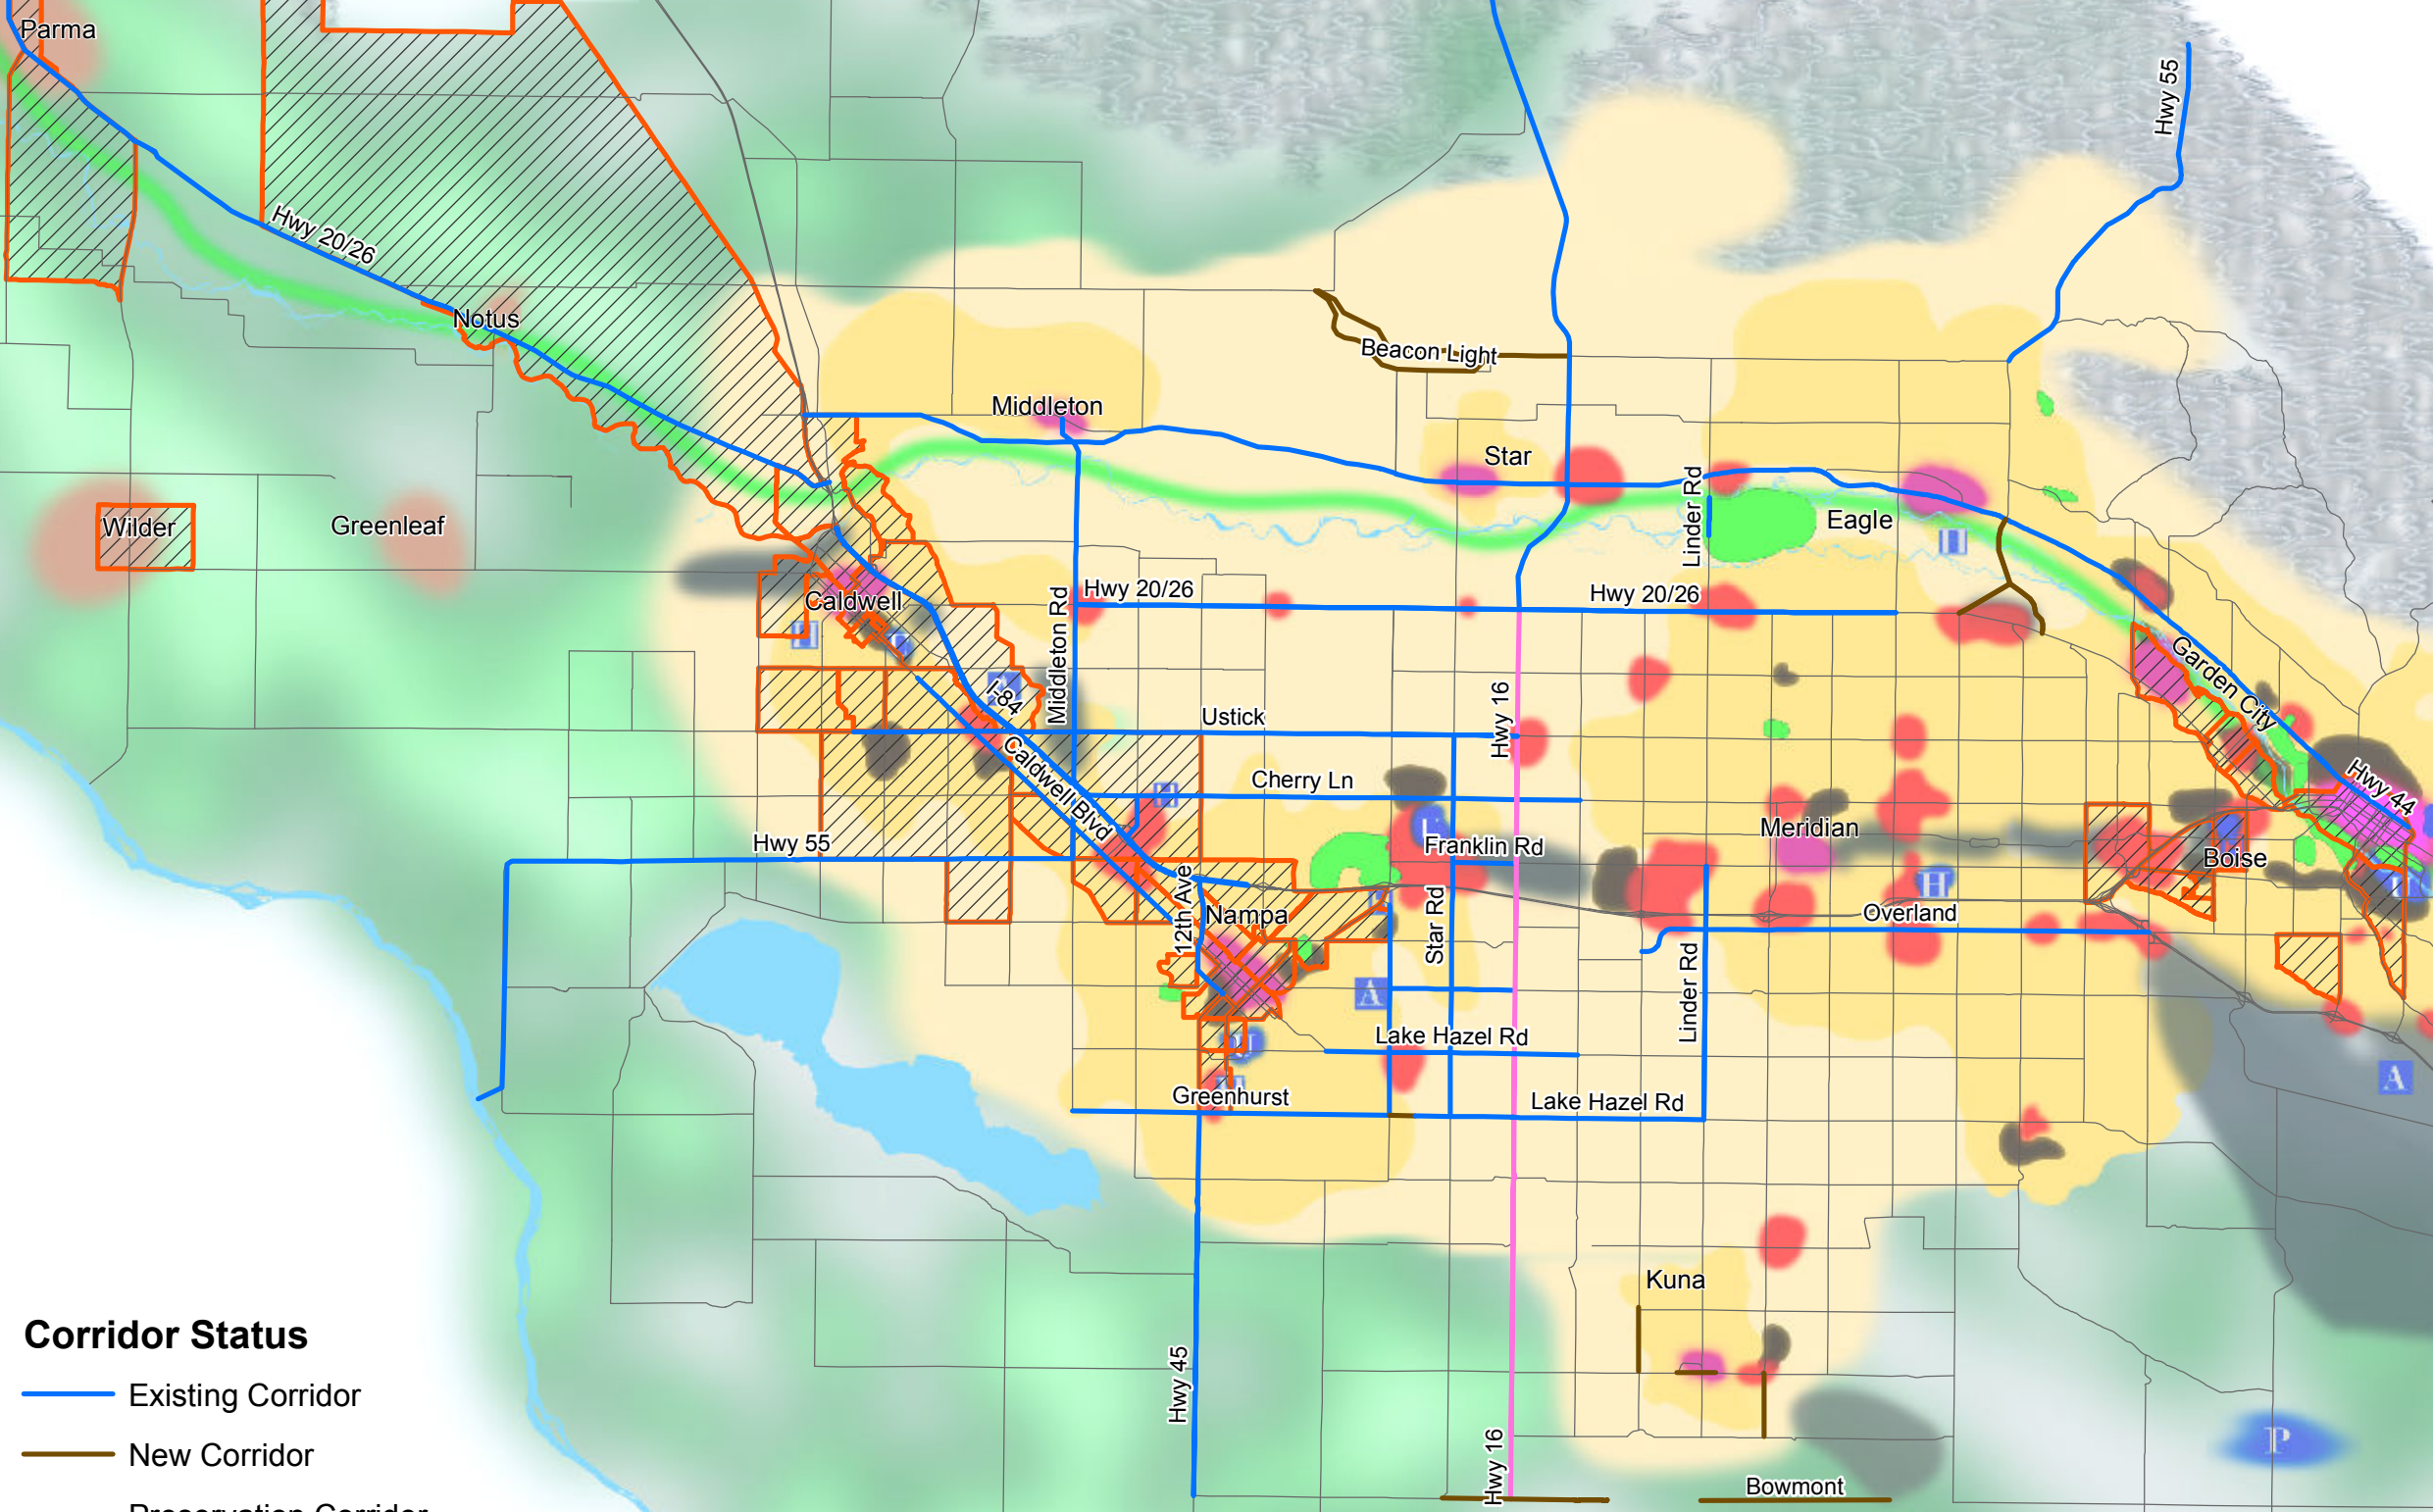 Parma
Hwy 55
Hwy 20/26
Notus
Beacon Light
Middleton
Star
Linder Rd
Eagle
Wilder
Greenleaf
Caldwell
Hwy 20/26
Hwy 20/26
Middleton Rd
I-84
Garden City
Hwy 16
Ustick
Caldwell Blvd
Cherry Ln
Hwy 44
Hwy 55
Franklin Rd
Meridian
Boise
H
12th Ave
Nampa
Star Rd
Overland
Linder Rd
A
Lake Hazel Rd
A
Greenhurst
Lake Hazel Rd
Kuna
Corridor Status
Hwy 45
Existing Corridor
Hwy 16
P
New Corridor
Bowmont